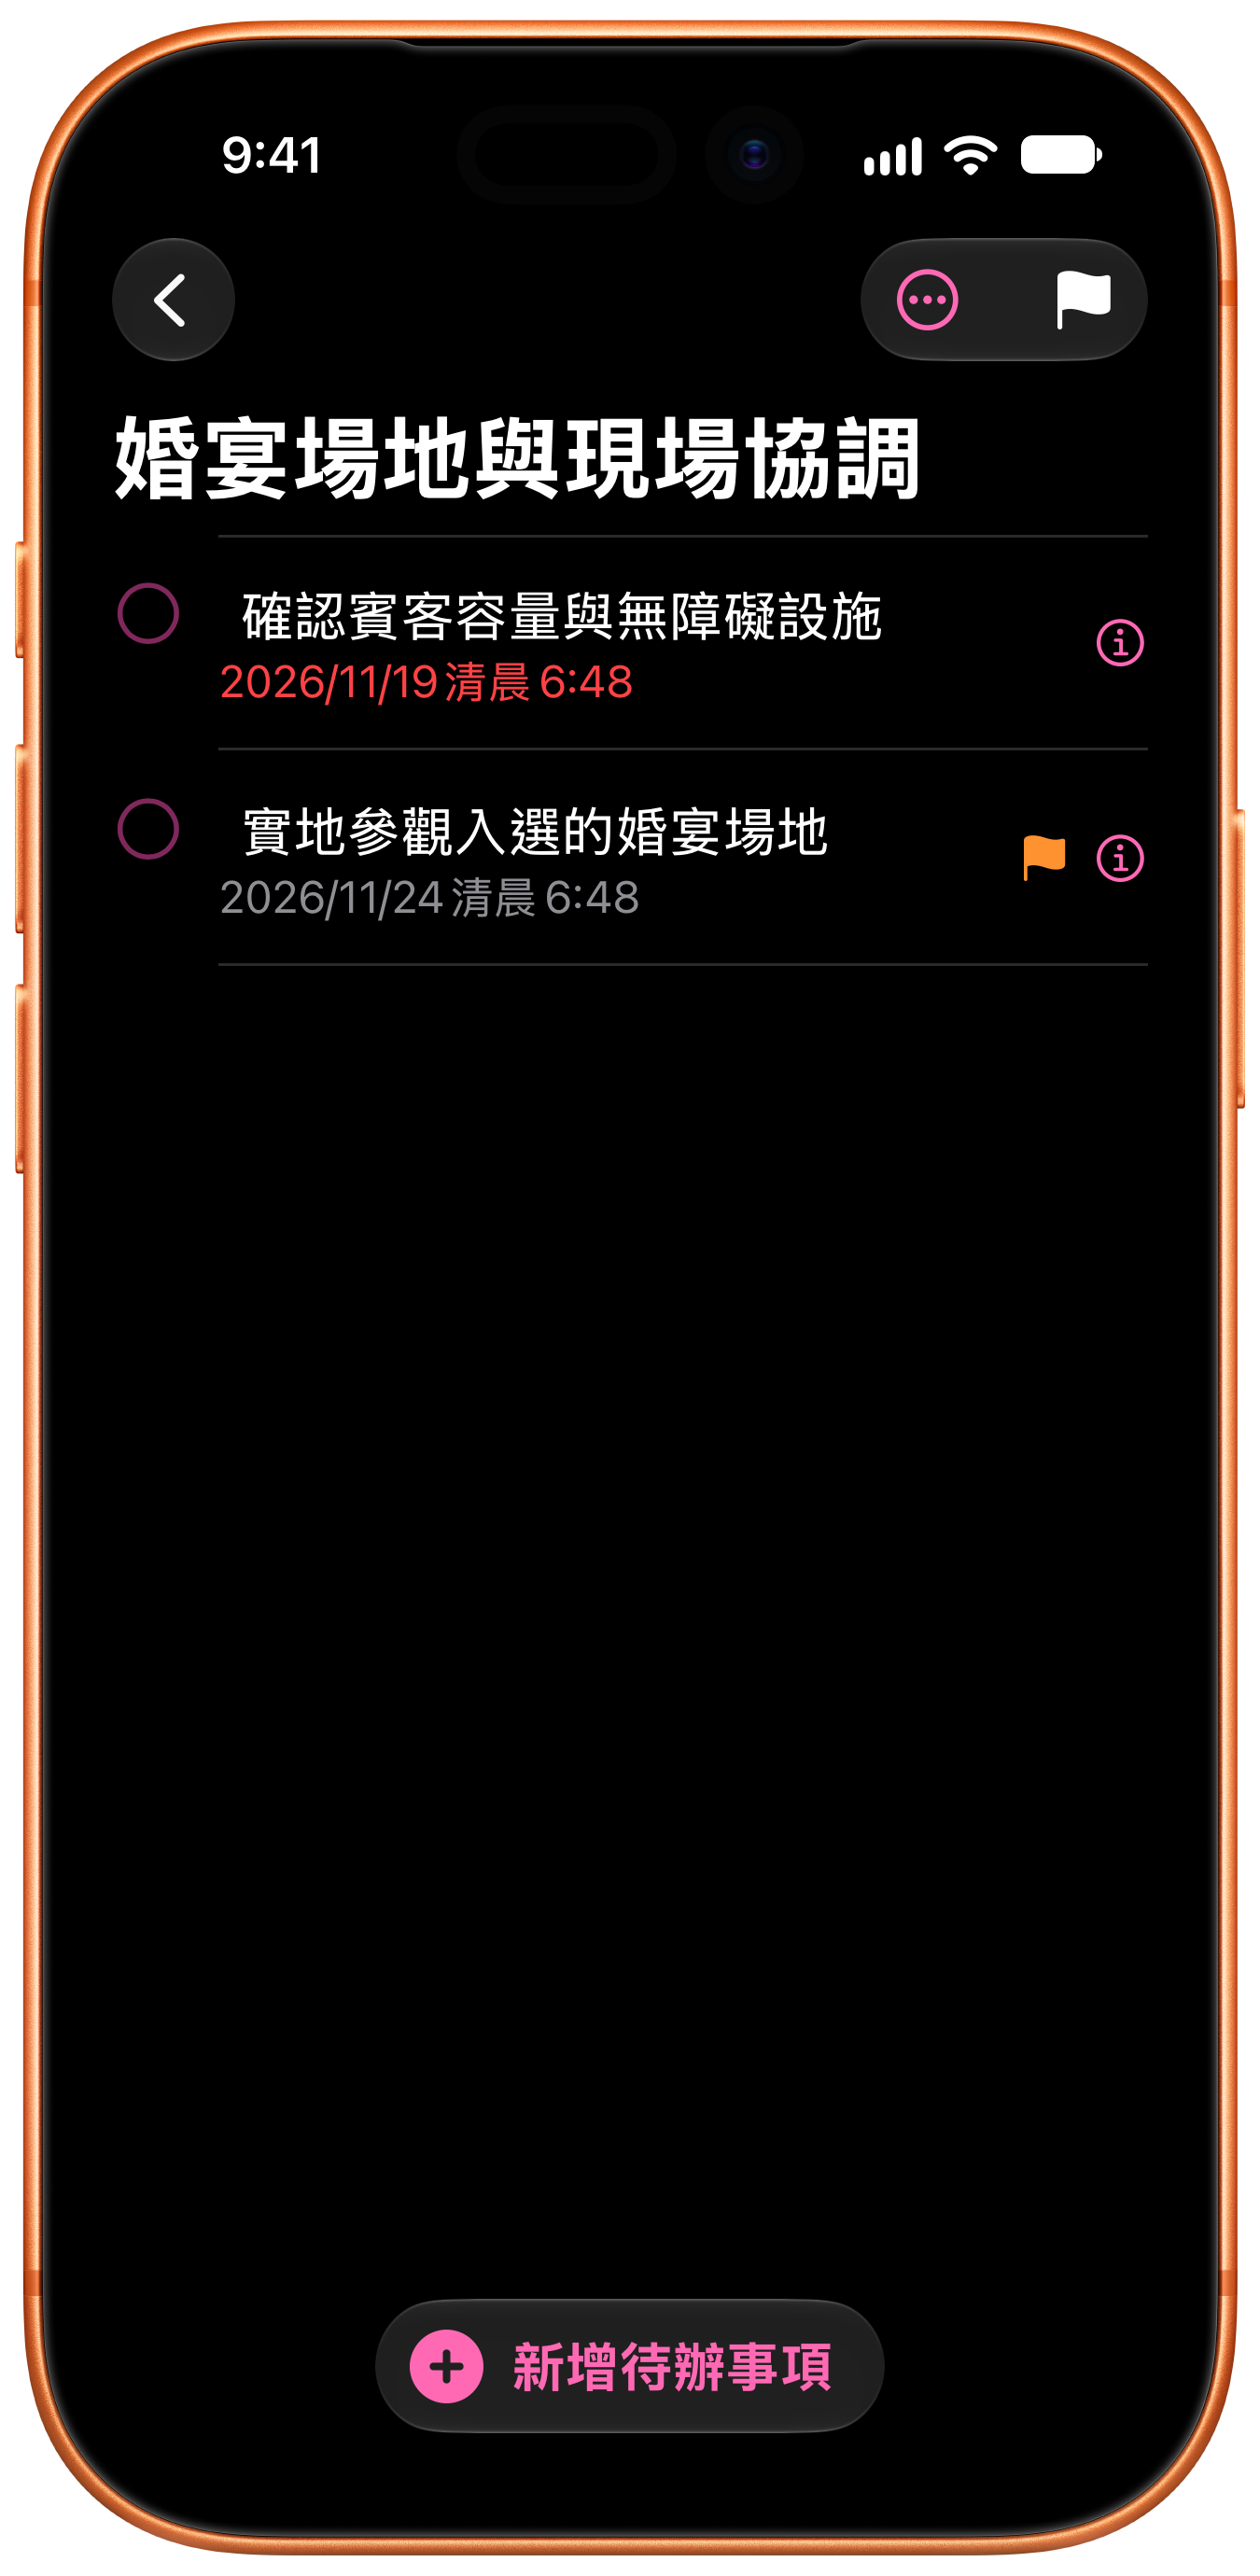 9:41
婚宴場地與現場協調
確認賓客容量與無障礙設施
2026/11/19 清晨 6:48
實地參觀入選的婚宴場地
2026/11/24 清晨 6:48
新增待辦事項